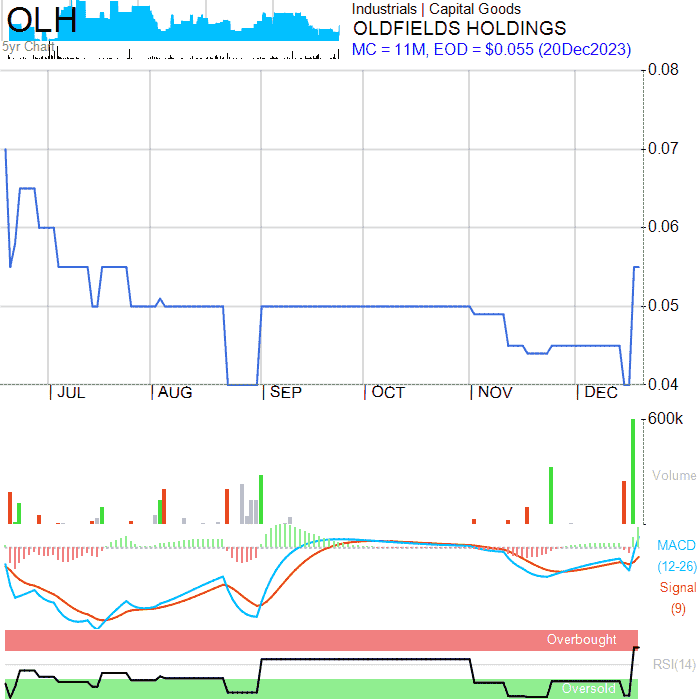 OLH
5yr Chart
Industrials | Capital Goods
OLDFIELDS HOLDINGS
MC = 11M, EOD = $0.055 (20Dec2023)
0.08
0.07
0.06
0.05
0.04
JUL AUG SEP OCT NOV DEC
600k
Volume
MACD
(12-26)
Signal
(9)
Overbought
RSI(14)
Oversold